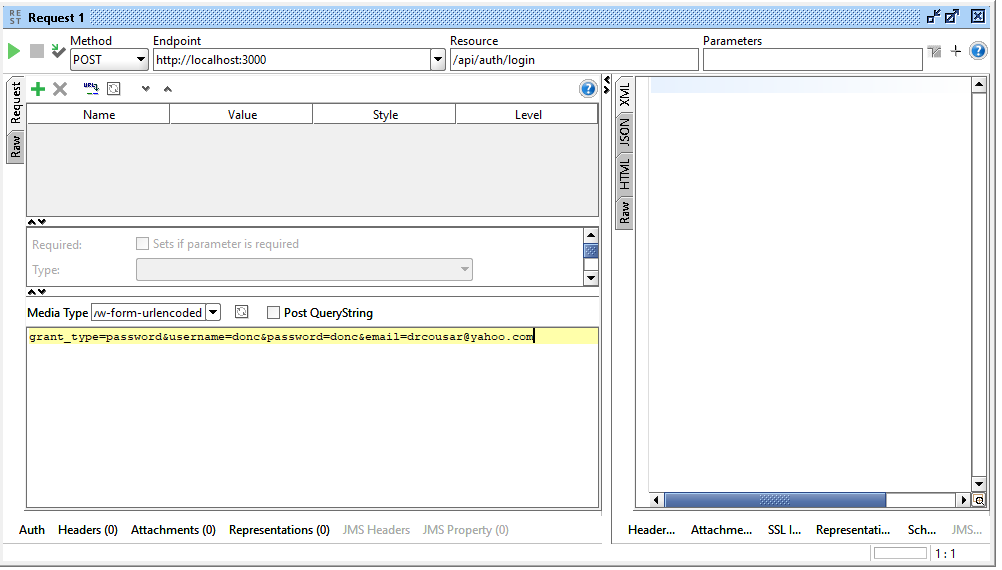 RE
ST
Request 1
Method
Endpoint
Resource
Parameters
POST
http://localhost:3000
/api/auth/login
Request
Raw
URL
Name
Value
Style
Level
Required:
Sets if parameter is required
Type:
Media Type
/w-form-urlencoded
Post QueryString
grant_type=password&username=donc&password=donc&email=drcousar@yahoo.com
Auth
Headers (0)
Attachments (0)
Representations (0)
JMS Headers
JMS Property (0)
XML
JSON
HTML
Raw
Header...
Attachme...
SSL I...
Representati...
Sch...
JMS...
1 : 1